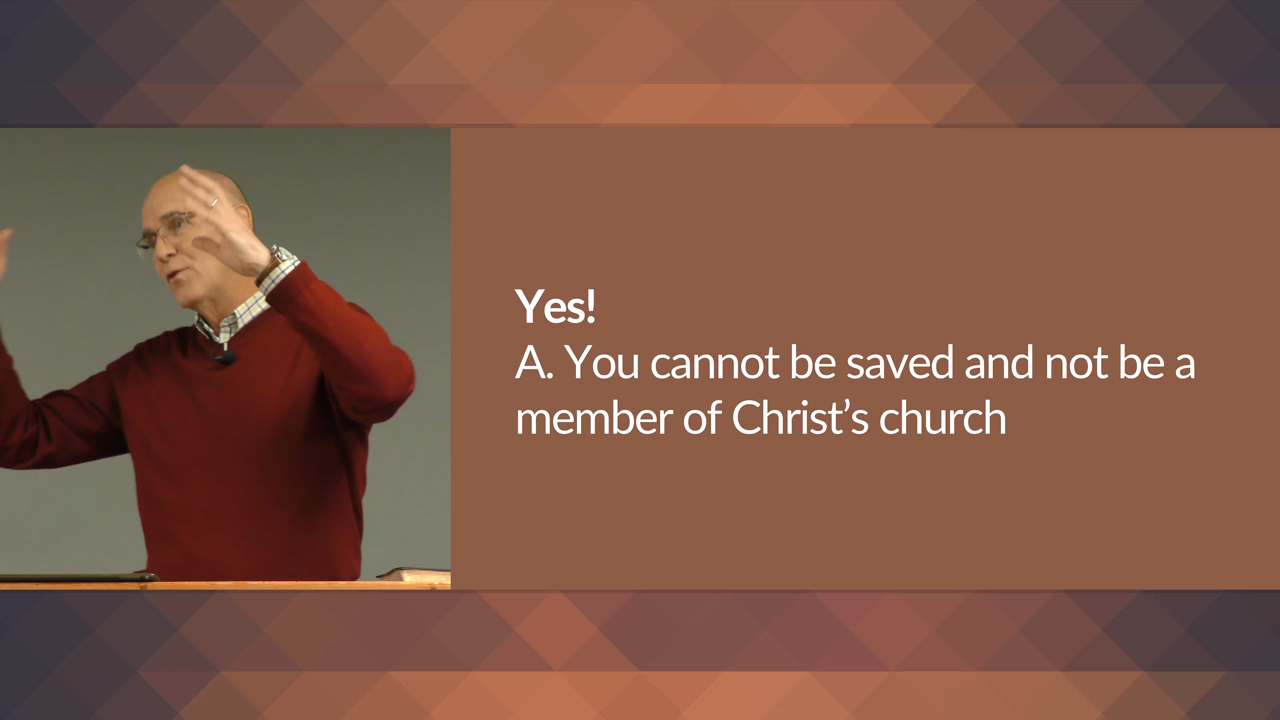 Yes!
A. You cannot be saved and not be a
member of Christ’s church